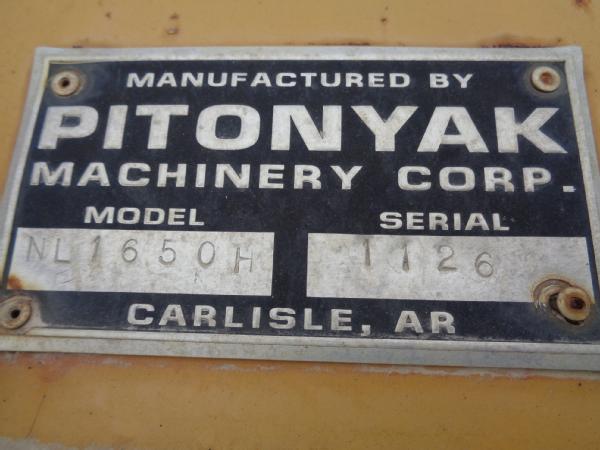 MANUFACTURED BY
PITONYAK
MACHINERY CORP.
MODEL SERIAL
NL1650H 1126
CARLISLE, AR